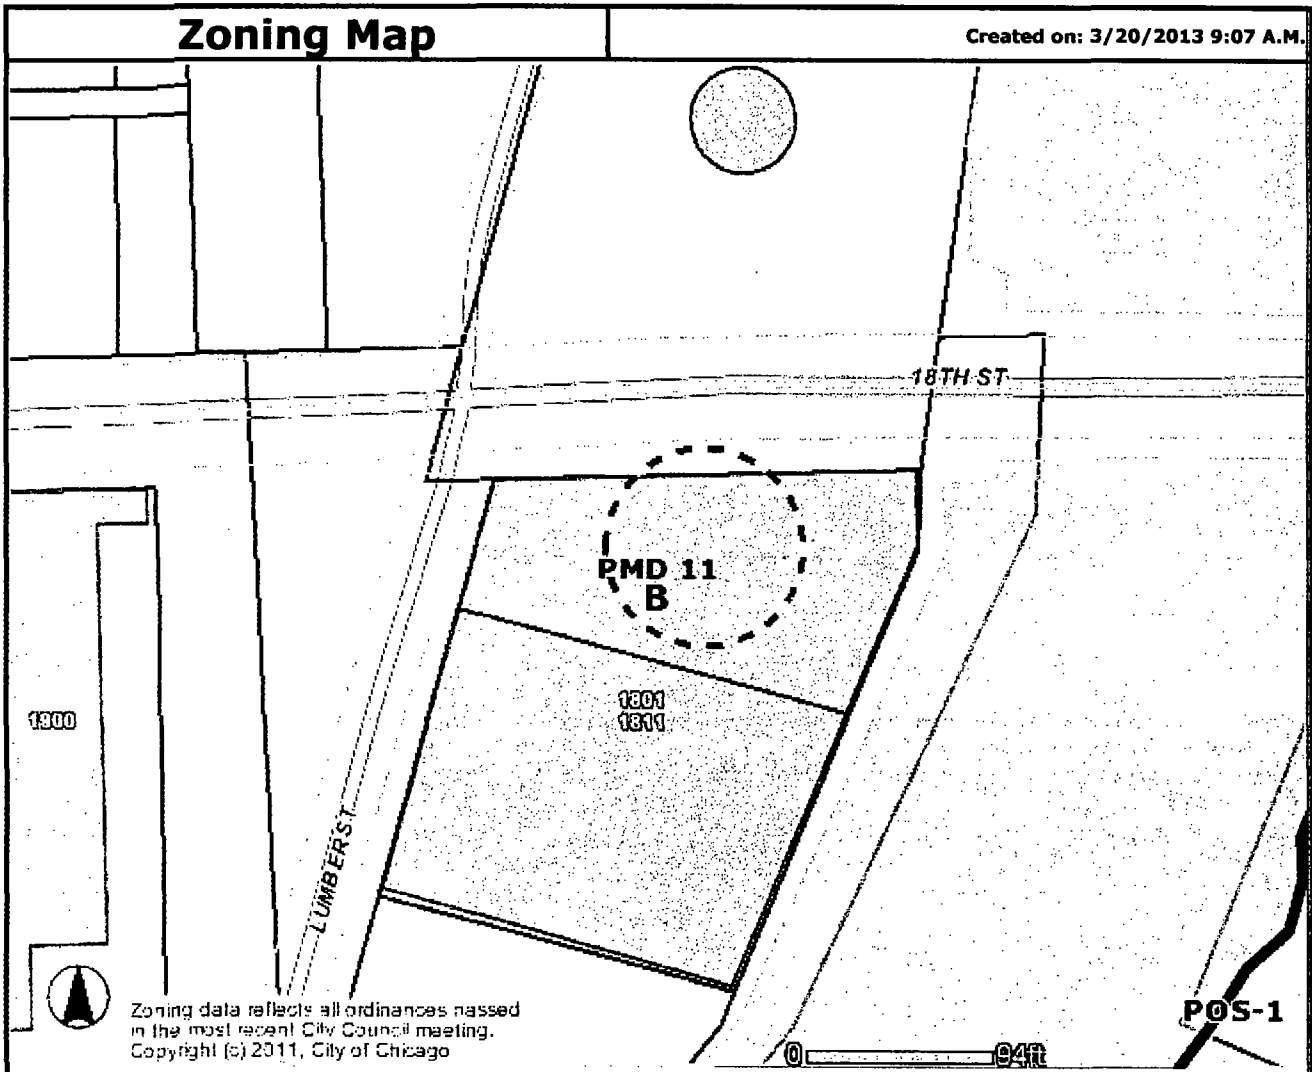 Zoning Map
Created on: 3/20/2013 9:07 A.M.
18TH ST
PMD 11
B
1801
1811
1900
LUMBER ST
Zoning data reflects all ordinances passed
in the most recent City Council meeting.
Copyright (c) 2011, City of Chicago
POS-1
0
94ft